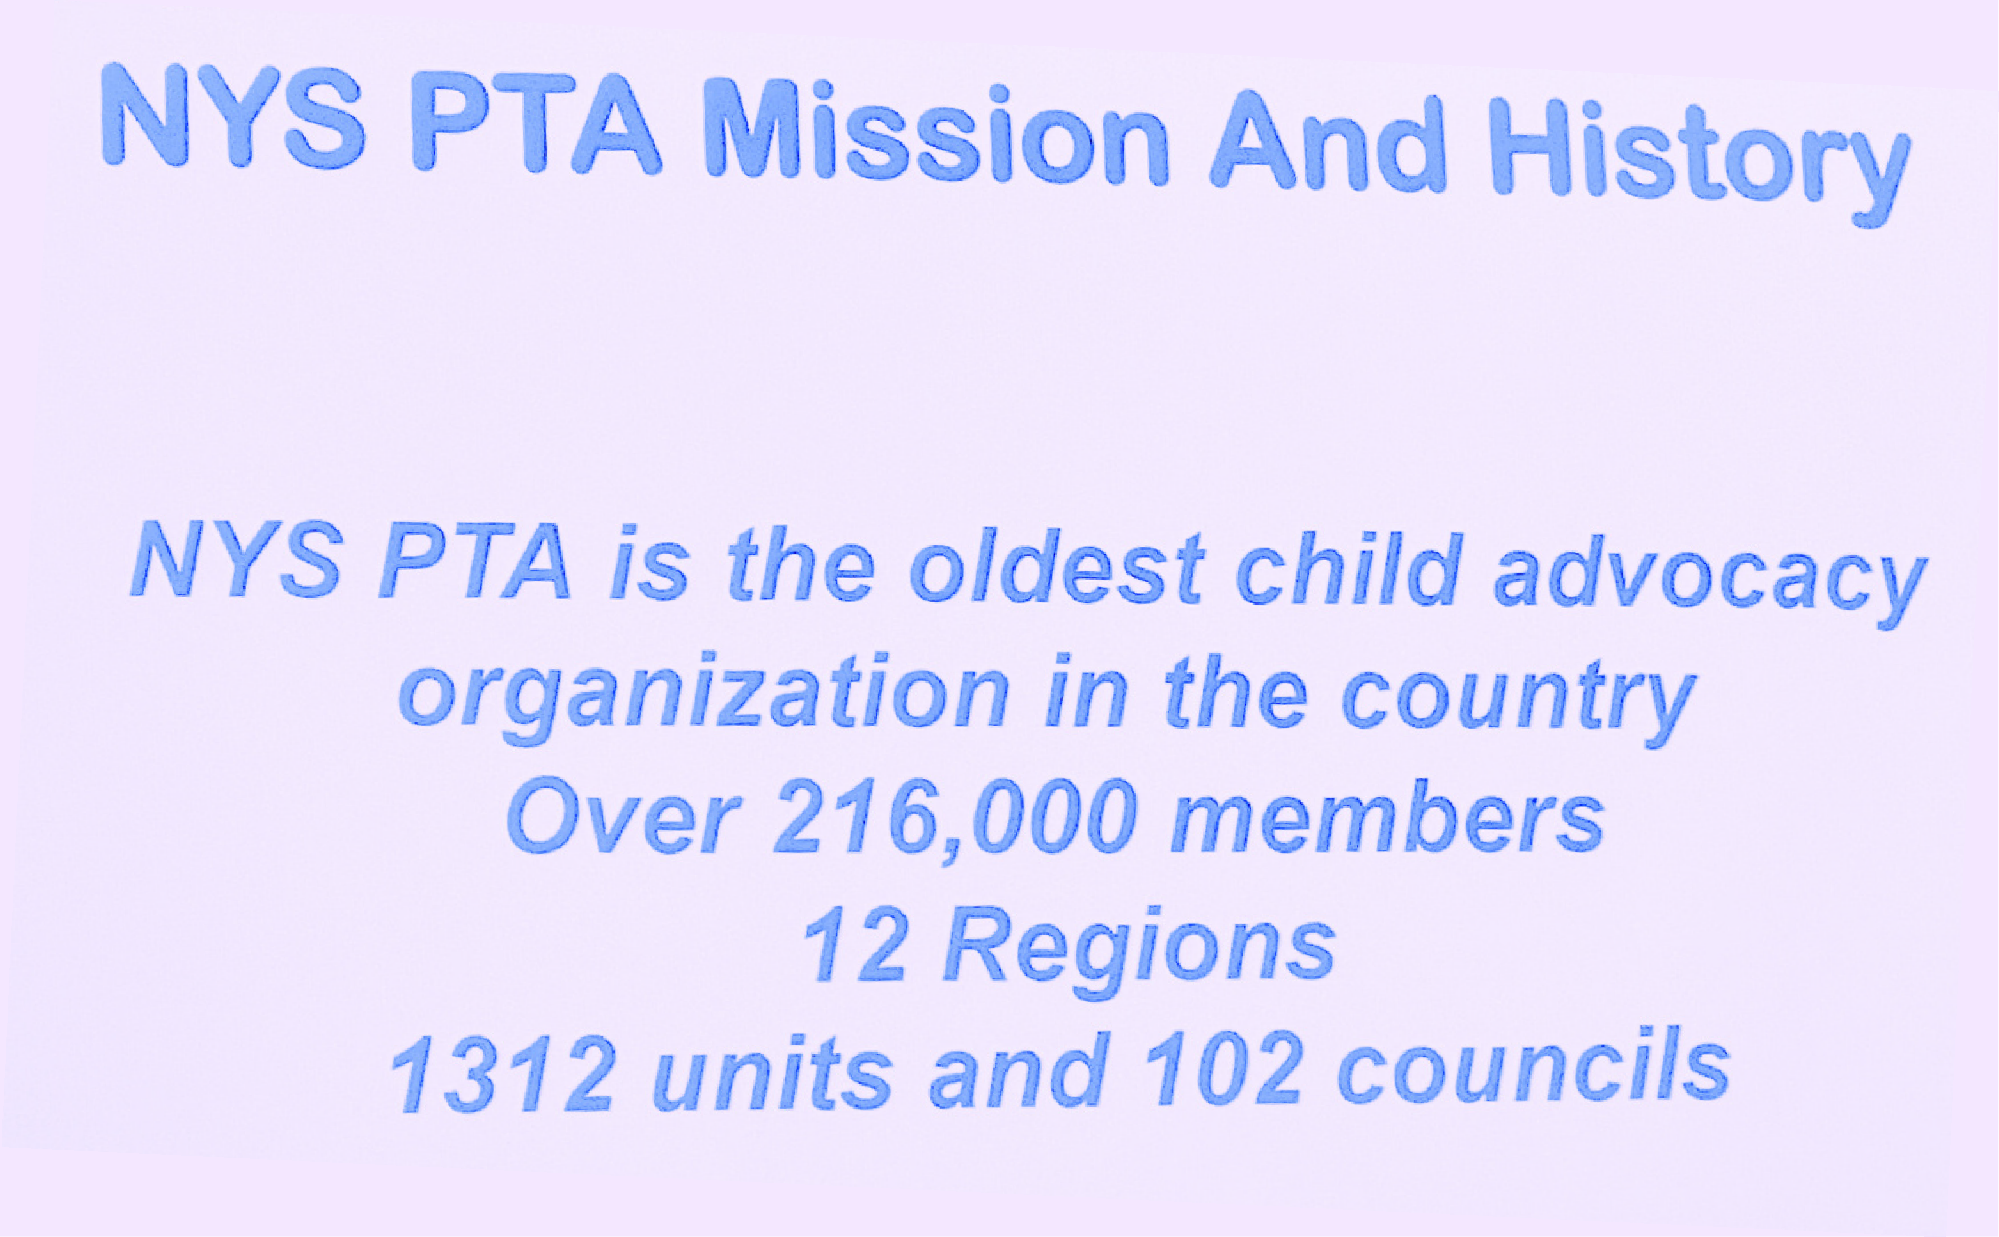 NYS PTA Mission And History
NYS PTA is the oldest child advocacy
organization in the country
Over 216,000 members
12 Regions
1312 units and 102 councils